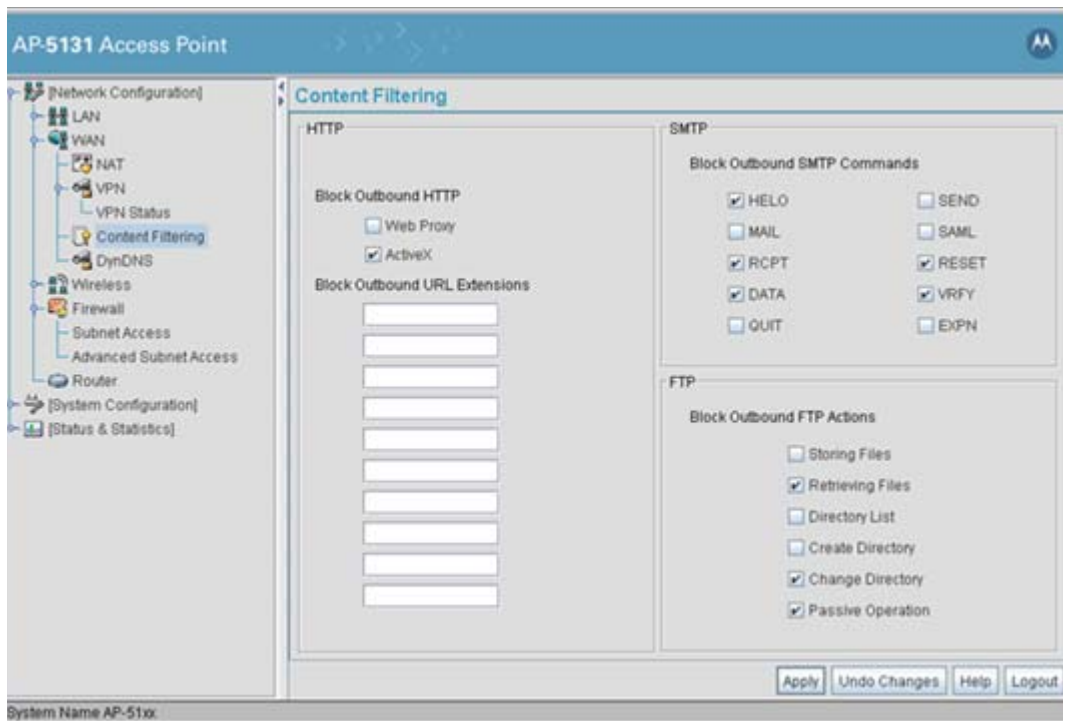 AP-5131 Access Point
[Network Configuration]
LAN
WAN
NAT
VPN
VPN Status
Content Filtering
DynDNS
Wireless
Firewall
Subnet Access
Advanced Subnet Access
Router
[System Configuration]
[Status & Statistics]
Content Filtering
HTTP
Block Outbound HTTP
Web Proxy
ActiveX
Block Outbound URL Extensions
SMTP
Block Outbound SMTP Commands
HELO SEND
MAIL SAML
RCPT RESET
DATA VRFY
QUIT EXPN
FTP
Block Outbound FTP Actions
Storing Files
Retrieving Files
Directory List
Create Directory
Change Directory
Passive Operation
Apply Undo Changes Help Logout
System Name AP-51xx